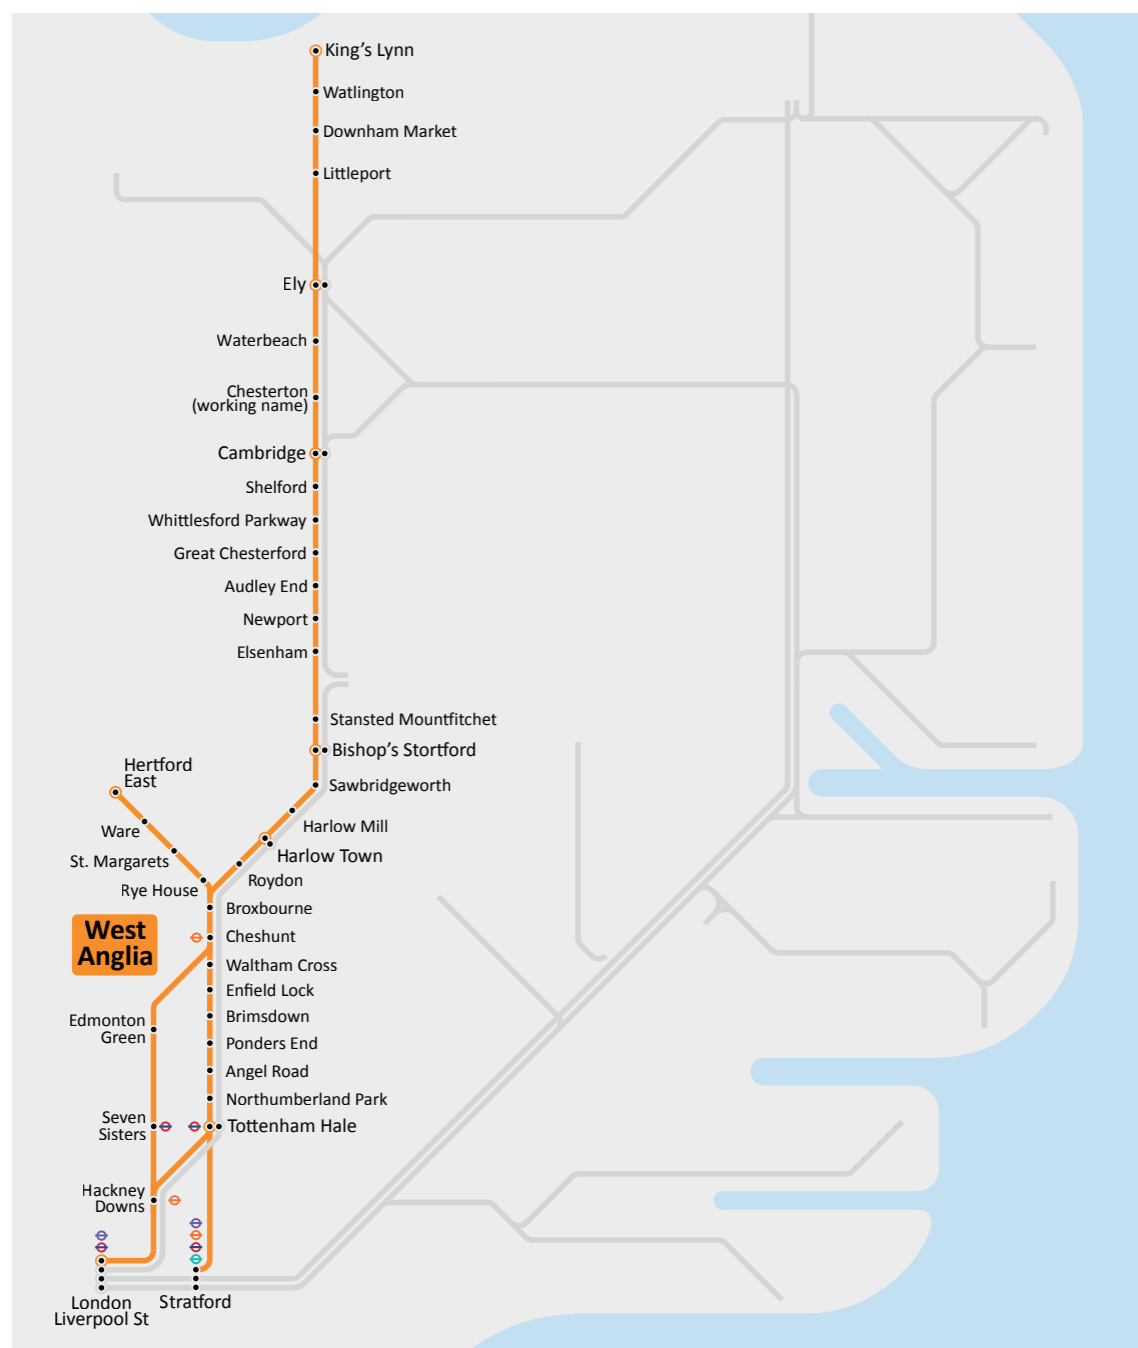 King's Lynn
Watlington
Downham Market
Littleport
Ely
Waterbeach
Chesterton
(working name)
Cambridge
Shelford
Whittlesford Parkway
Great Chesterford
Audley End
Newport
Elsenham
Stansted Mountfitchet
Bishop's Stortford
Sawbridgeworth
Hertford
East
Ware
St. Margarets
Rye House
Harlow Mill
Harlow Town
Roydon
Broxbourne
West
Anglia
Cheshunt
Waltham Cross
Enfield Lock
Brimsdown
Ponders End
Angel Road
Northumberland Park
Tottenham Hale
Edmonton
Green
Seven
Sisters
Hackney
Downs
London
Liverpool St
Stratford